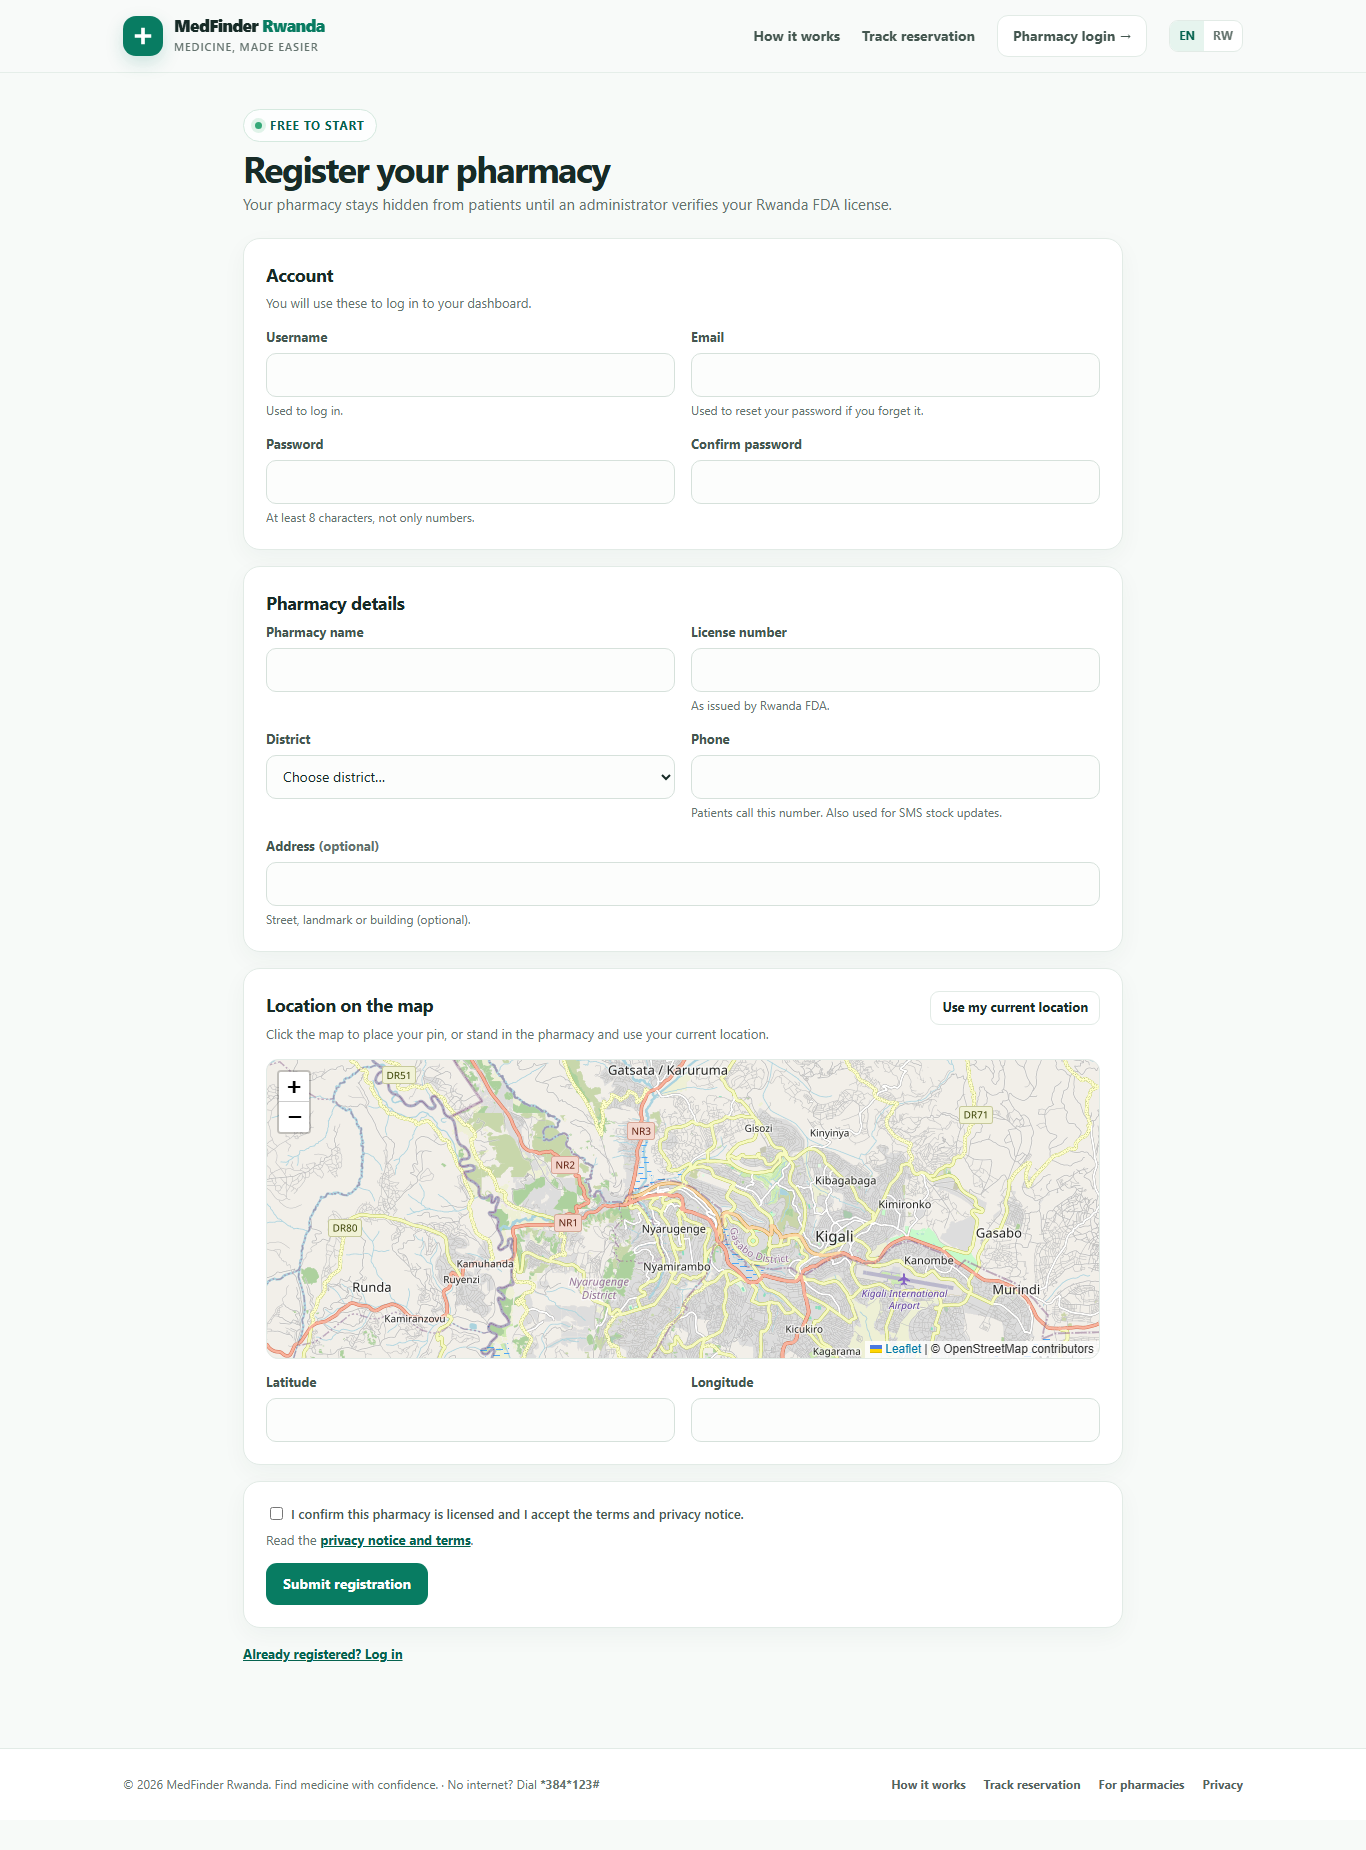 MedFinder Rwanda
MEDICINE, MADE EASIER
How it works
Track reservation
Pharmacy login →
EN
RW
FREE TO START
Register your pharmacy
Your pharmacy stays hidden from patients until an administrator verifies your Rwanda FDA license.
Account
You will use these to log in to your dashboard.
Username
Email
Used to log in.
Used to reset your password if you forget it.
Password
Confirm password
At least 8 characters, not only numbers.
Pharmacy details
Pharmacy name
License number
As issued by Rwanda FDA.
District
Phone
Choose district...
Patients call this number. Also used for SMS stock updates.
Address (optional)
Street, landmark or building (optional).
Location on the map
Use my current location
Click the map to place your pin, or stand in the pharmacy and use your current location.
+
−
DR51
Gatsata / Karuruma
DR71
NR3
Gisozi
Kinyinya
NR2
Kibagabaga
Kimironko
DR80
NR1
Nyarugenge
Kigali
Gasabo
Gasabo District
Kamuhanda
Ruyenzi
Nyamirambo
Kanombe
Runda
Nyarugenge
District
Kigali International
Airport
Murindi
Kamiranzovu
Kicukiro
Kagarama
Leaflet | © OpenStreetMap contributors
Latitude
Longitude
I confirm this pharmacy is licensed and I accept the terms and privacy notice.
Read the privacy notice and terms.
Submit registration
Already registered? Log in
© 2026 MedFinder Rwanda. Find medicine with confidence. · No internet? Dial *384*123#
How it works
Track reservation
For pharmacies
Privacy